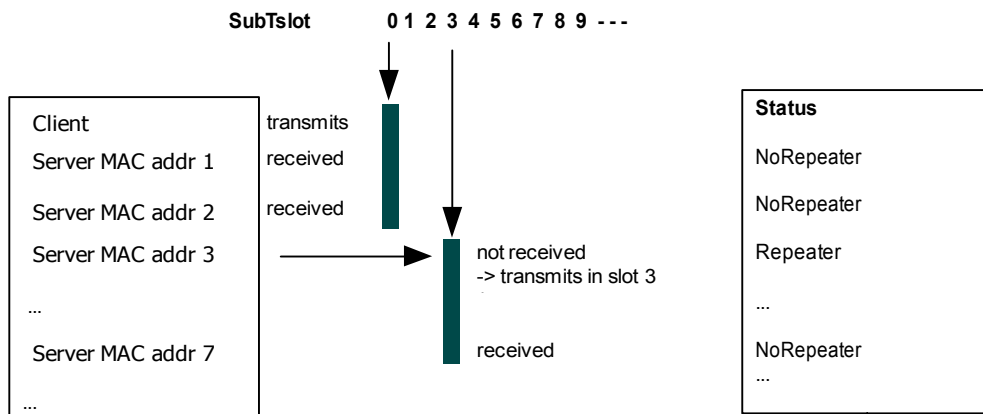 SubTslot 0 1 2 3 4 5 6 7 8 9 - - -
Status
Client transmits
Server MAC addr 1 received NoRepeater
Server MAC addr 2 received NoRepeater
Server MAC addr 3 not received Repeater
-> transmits in slot 3
... ...
Server MAC addr 7 received NoRepeater
...
...